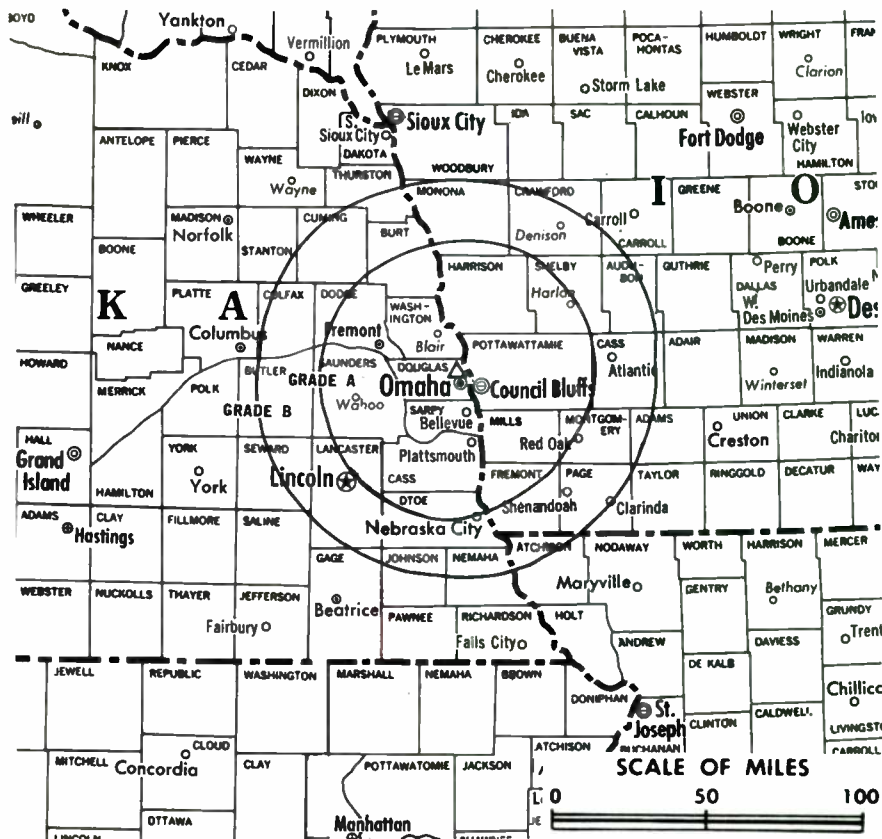 BOYD
Yankton
Vermillion
KNOX
CEDAR
DIXON
PLYMOUTH
Le Mars
CHEROKEE
Cherokee
BUENA VISTA
Storm Lake
POCA-
HONTAS
HUMBOLDT
WRIGHT
Clarion
WEBSTER
Fort Dodge
Webster
City
HAMILTON
IDA
SAC
CALHOUN
S.
Sioux City
Sioux City
DAKOTA
ANTELOPE
PIERCE
WAYNE
Wayne
THURSTON
WOODBURY
MONONA
CRAWFORD
Denison
Carroll
CARROLL
I
GREENE
O
Boone
BOONE
WHEELER
MADISON
Norfolk
CUMING
BURT
STANTON
BOONE
GREELEY
HARRISON
SHELBY
Harlan
AUDU-
BON
GUTHRIE
Perry
DALLAS
W.
Des Moines
POLK
Urbandale
K
A
PLATTE
COLFAX
DODGE
WASH-
INGTON
Blair
Columbus
Fremont
NANCE
HOWARD
MERRICK
POTTAWATTAMIE
CASS
Atlantic
ADAIR
MADISON
Winterset
WARREN
Indianola
BUTLER
SAUNDERS
GRADE A
Wahoo
DOUGLAS
Omaha
Council Bluffs
POLK
GRADE B
SARPY
Bellevue
MILLS
MONTGOM-
ERY
ADAMS
UNION
Creston
CLARKE
Red Oak
HALL
Grand
Island
YORK
York
SEWARD
LANCASTER
Lincoln
Plattsmouth
CASS
FREMONT
PAGE
TAYLOR
RINGGOLD
DECATUR
Shenandoah
Clarinda
HAMILTON
OTOE
Nebraska City
ADAMS
Hastings
CLAY
FILLMORE
SALINE
GAGE
JOHNSON
NEMAHA
ATCHISON
NODAWAY
WORTH
HARRISON
MERCER
Maryville
GENTRY
Bethany
WEBSTER
NUCKOLLS
THAYER
JEFFERSON
Beatrice
Fairbury
PAWNEE
RICHARDSON
Falls City
HOLT
ANDREW
DE KALB
DAVIESS
GRUNDY
JEWELL
REPUBLIC
WASHINGTON
MARSHALL
NEMAHA
BROWN
DONIPHAN
St.
Joseph
BUCHANAN
CLINTON
CALDWELL
MITCHELL
Concordia
CLOUD
CLAY
POTTAWATOMIE
JACKSON
ATCHISON
OTTAWA
Manhattan
SCALE OF MILES
0 50 100